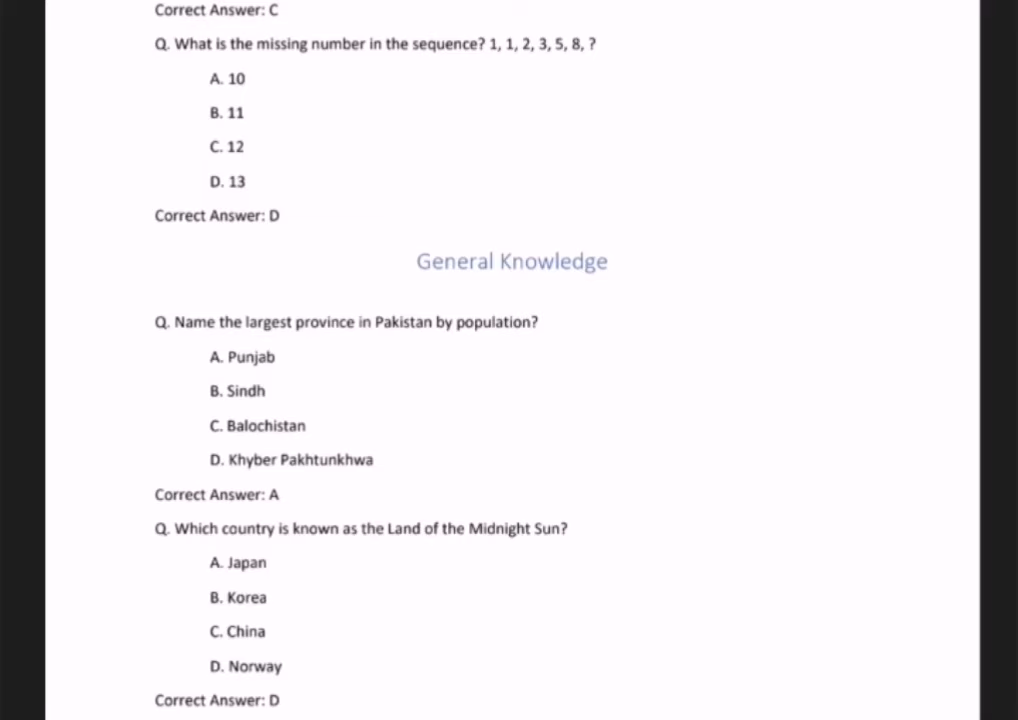 Correct Answer: C
Q. What is the missing number in the sequence? 1, 1, 2, 3, 5, 8, ?
A. 10
B. 11
C. 12
D. 13
Correct Answer: D
General Knowledge
Q. Name the largest province in Pakistan by population?
A. Punjab
B. Sindh
C. Balochistan
D. Khyber Pakhtunkhwa
Correct Answer: A
Q. Which country is known as the Land of the Midnight Sun?
A. Japan
B. Korea
C. China
D. Norway
Correct Answer: D